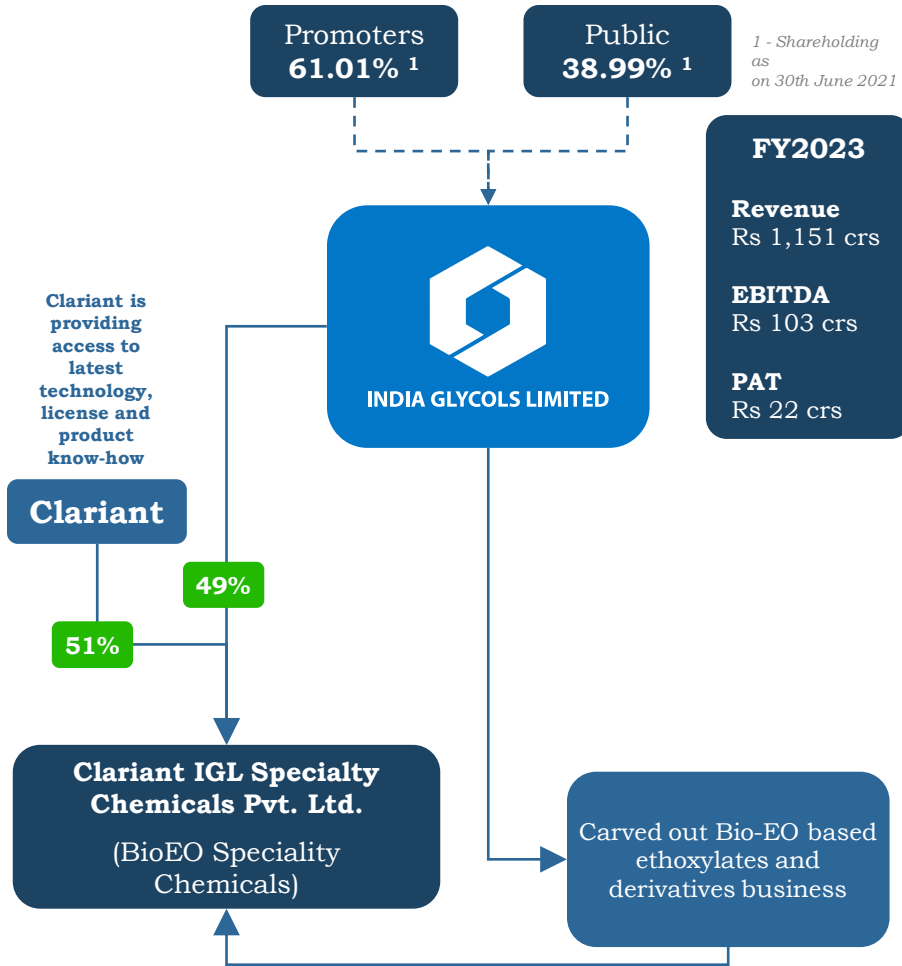 Promoters
61.01% 1
Public
38.99% 1
1 - Shareholding
as
on 30th June 2021
FY2023
Revenue
Rs 1,151 crs
EBITDA
Rs 103 crs
PAT
Rs 22 crs
INDIA GLYCOLS LIMITED
Clariant is
providing
access to
latest
technology,
license and
product
know-how
Clariant
49%
51%
Clariant IGL Specialty
Chemicals Pvt. Ltd.
(BioEO Speciality
Chemicals)
Carved out Bio-EO based
ethoxylates and
derivatives business